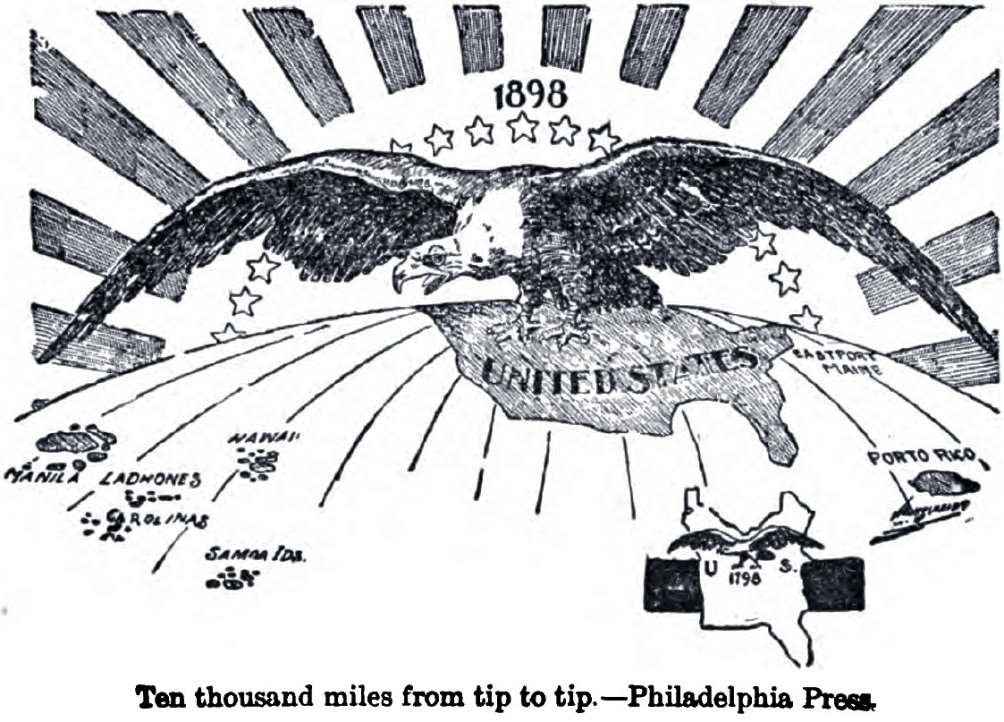 1898
UNITED STATES
EASTPORT
MAINE
HAWAII
MANILA
LADRONES
CAROLINAS
SAMOA IDS.
PORTO RICO
U S.
1798
Ten thousand miles from tip to tip.—Philadelphia Press.